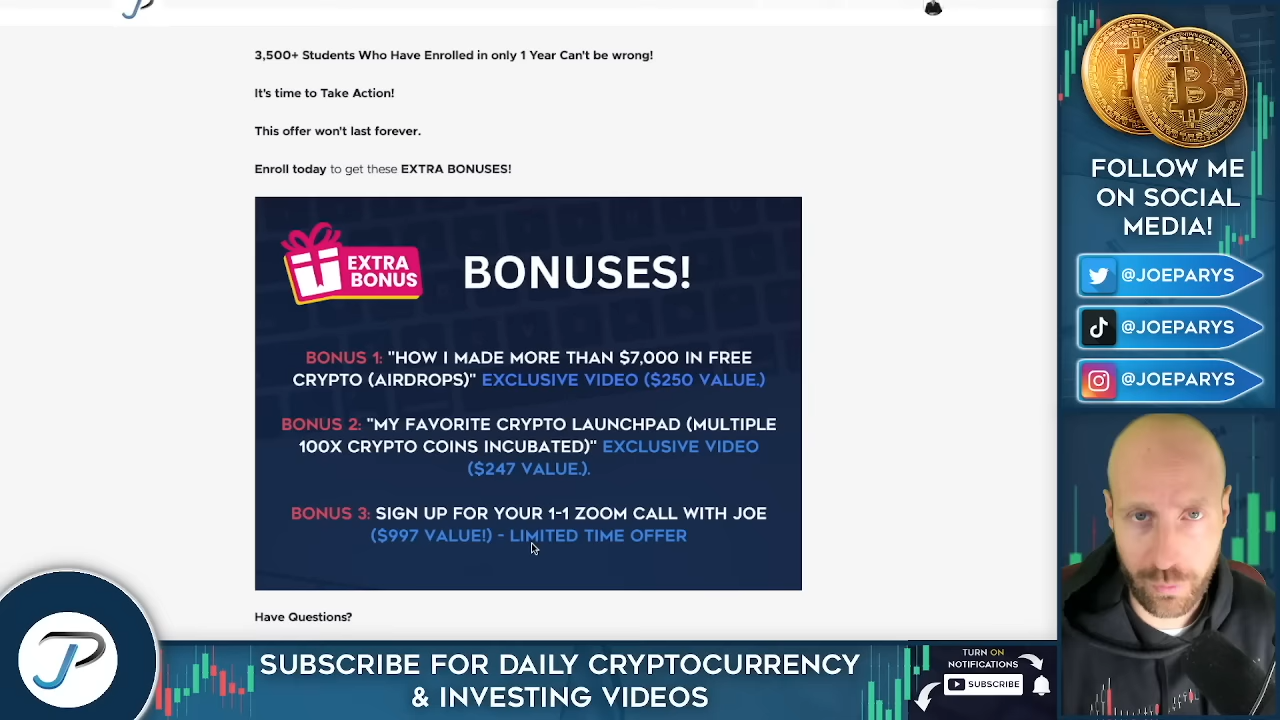 3,500+ Students Who Have Enrolled in only 1 Year Can't be wrong!
It's time to Take Action!
This offer won't last forever.
Enroll today to get these EXTRA BONUSES!
EXTRA
BONUS
BONUSES!
BONUS 1: "HOW I MADE MORE THAN $7,000 IN FREE
CRYPTO (AIRDROPS)" EXCLUSIVE VIDEO ($250 VALUE.)
BONUS 2: "MY FAVORITE CRYPTO LAUNCHPAD (MULTIPLE
100X CRYPTO COINS INCUBATED)" EXCLUSIVE VIDEO
($247 VALUE.).
BONUS 3: SIGN UP FOR YOUR 1-1 ZOOM CALL WITH JOE
($997 VALUE!) - LIMITED TIME OFFER
Have Questions?
FOLLOW ME
ON SOCIAL
MEDIA!
@JOEPARYS
@JOEPARYS
@JOEPARYS
SUBSCRIBE FOR DAILY CRYPTOCURRENCY
& INVESTING VIDEOS
TURN ON
NOTIFICATIONS
SUBSCRIBE